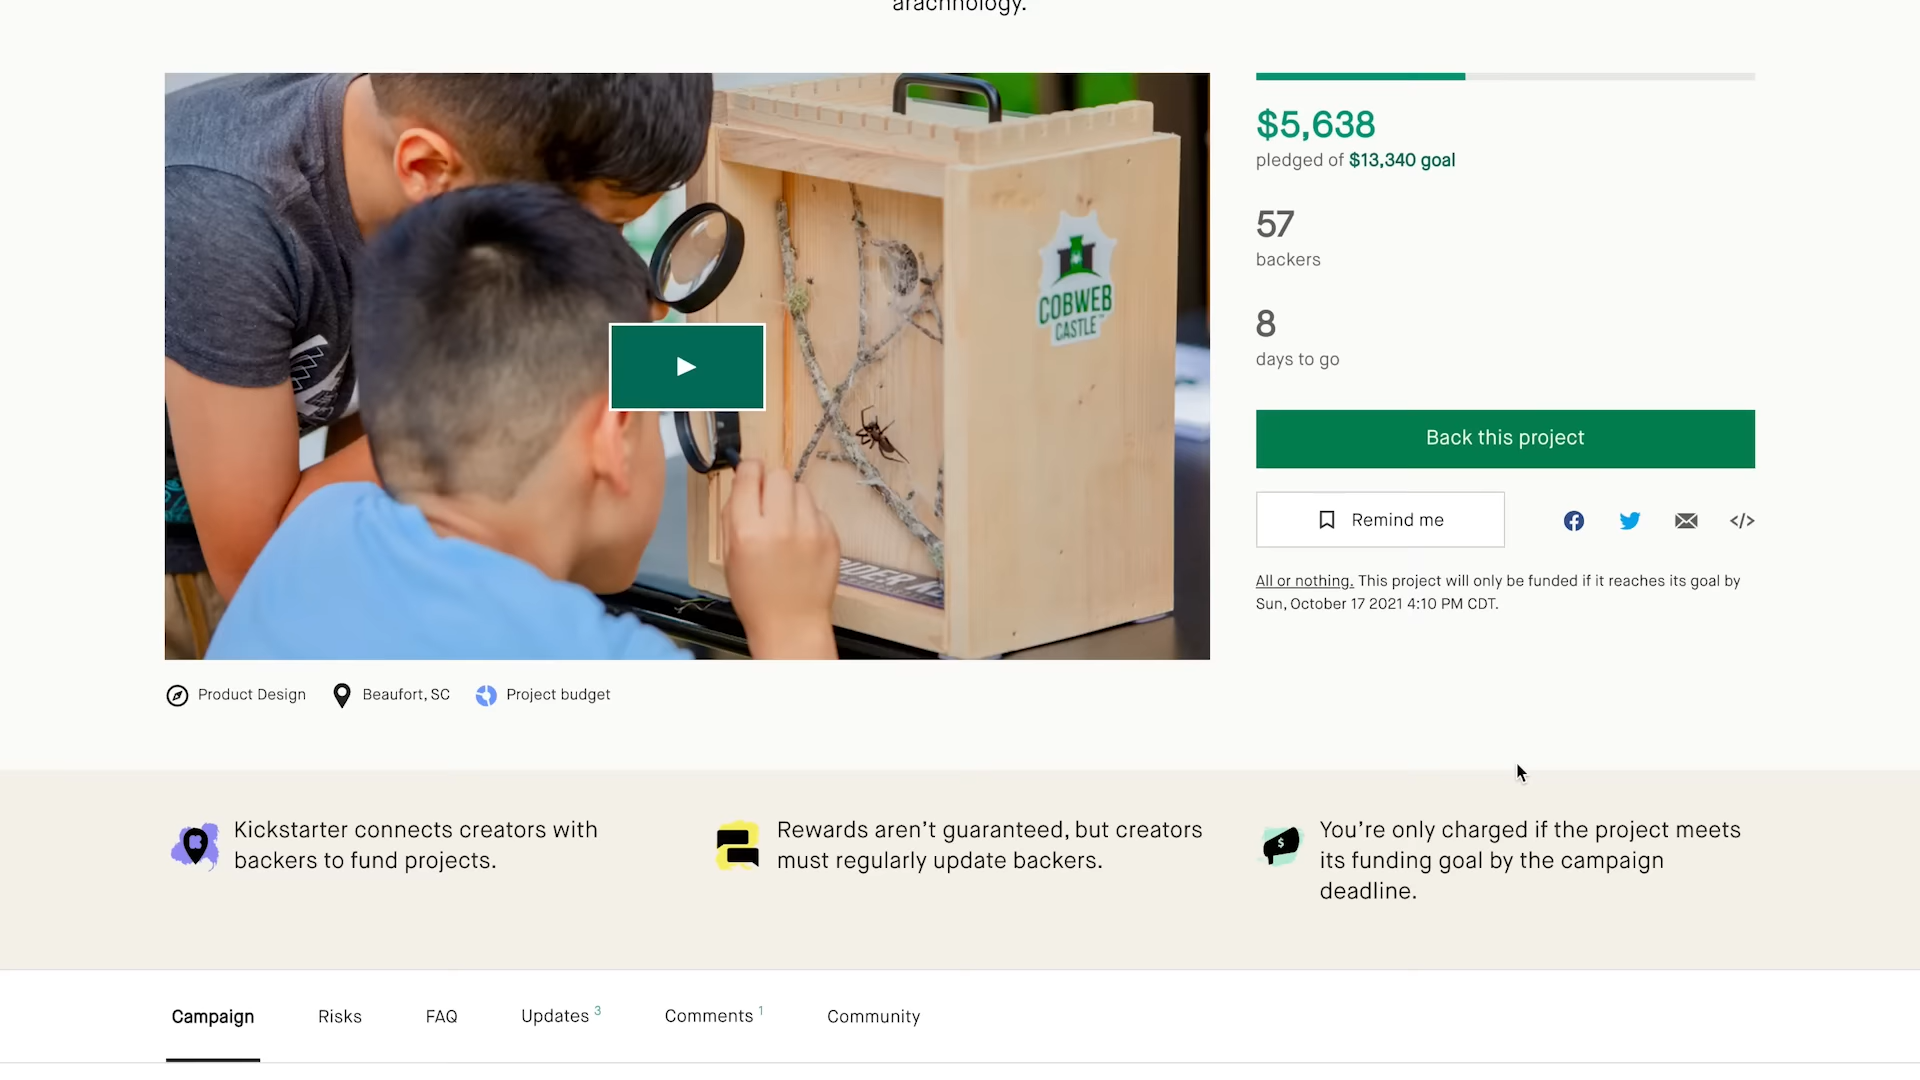 arachnology.
COBWEB
CASTLE™
$5,638
pledged of $13,340 goal
57
backers
8
days to go
Back this project
Remind me
All or nothing. This project will only be funded if it reaches its goal by
Sun, October 17 2021 4:10 PM CDT.
Product Design
Beaufort, SC
Project budget
Kickstarter connects creators with
backers to fund projects.
Rewards aren’t guaranteed, but creators
must regularly update backers.
$
You’re only charged if the project meets
its funding goal by the campaign
deadline.
Campaign
Risks
FAQ
Updates 3
Comments 1
Community